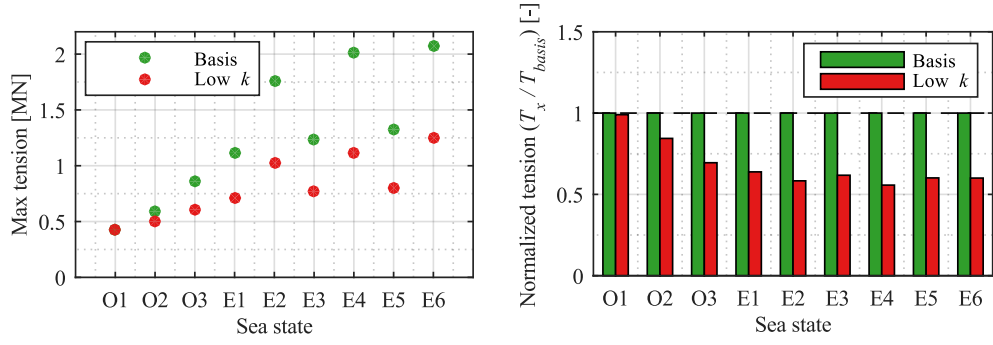 Max tension [MN]
2
1.5
1
0.5
0
Basis
Low k
O1 O2 O3 E1 E2 E3 E4 E5 E6
Sea state
Normalized tension (T_x / T_basis) [-]
1.5
1
0.5
0
Basis
Low k
O1 O2 O3 E1 E2 E3 E4 E5 E6
Sea state